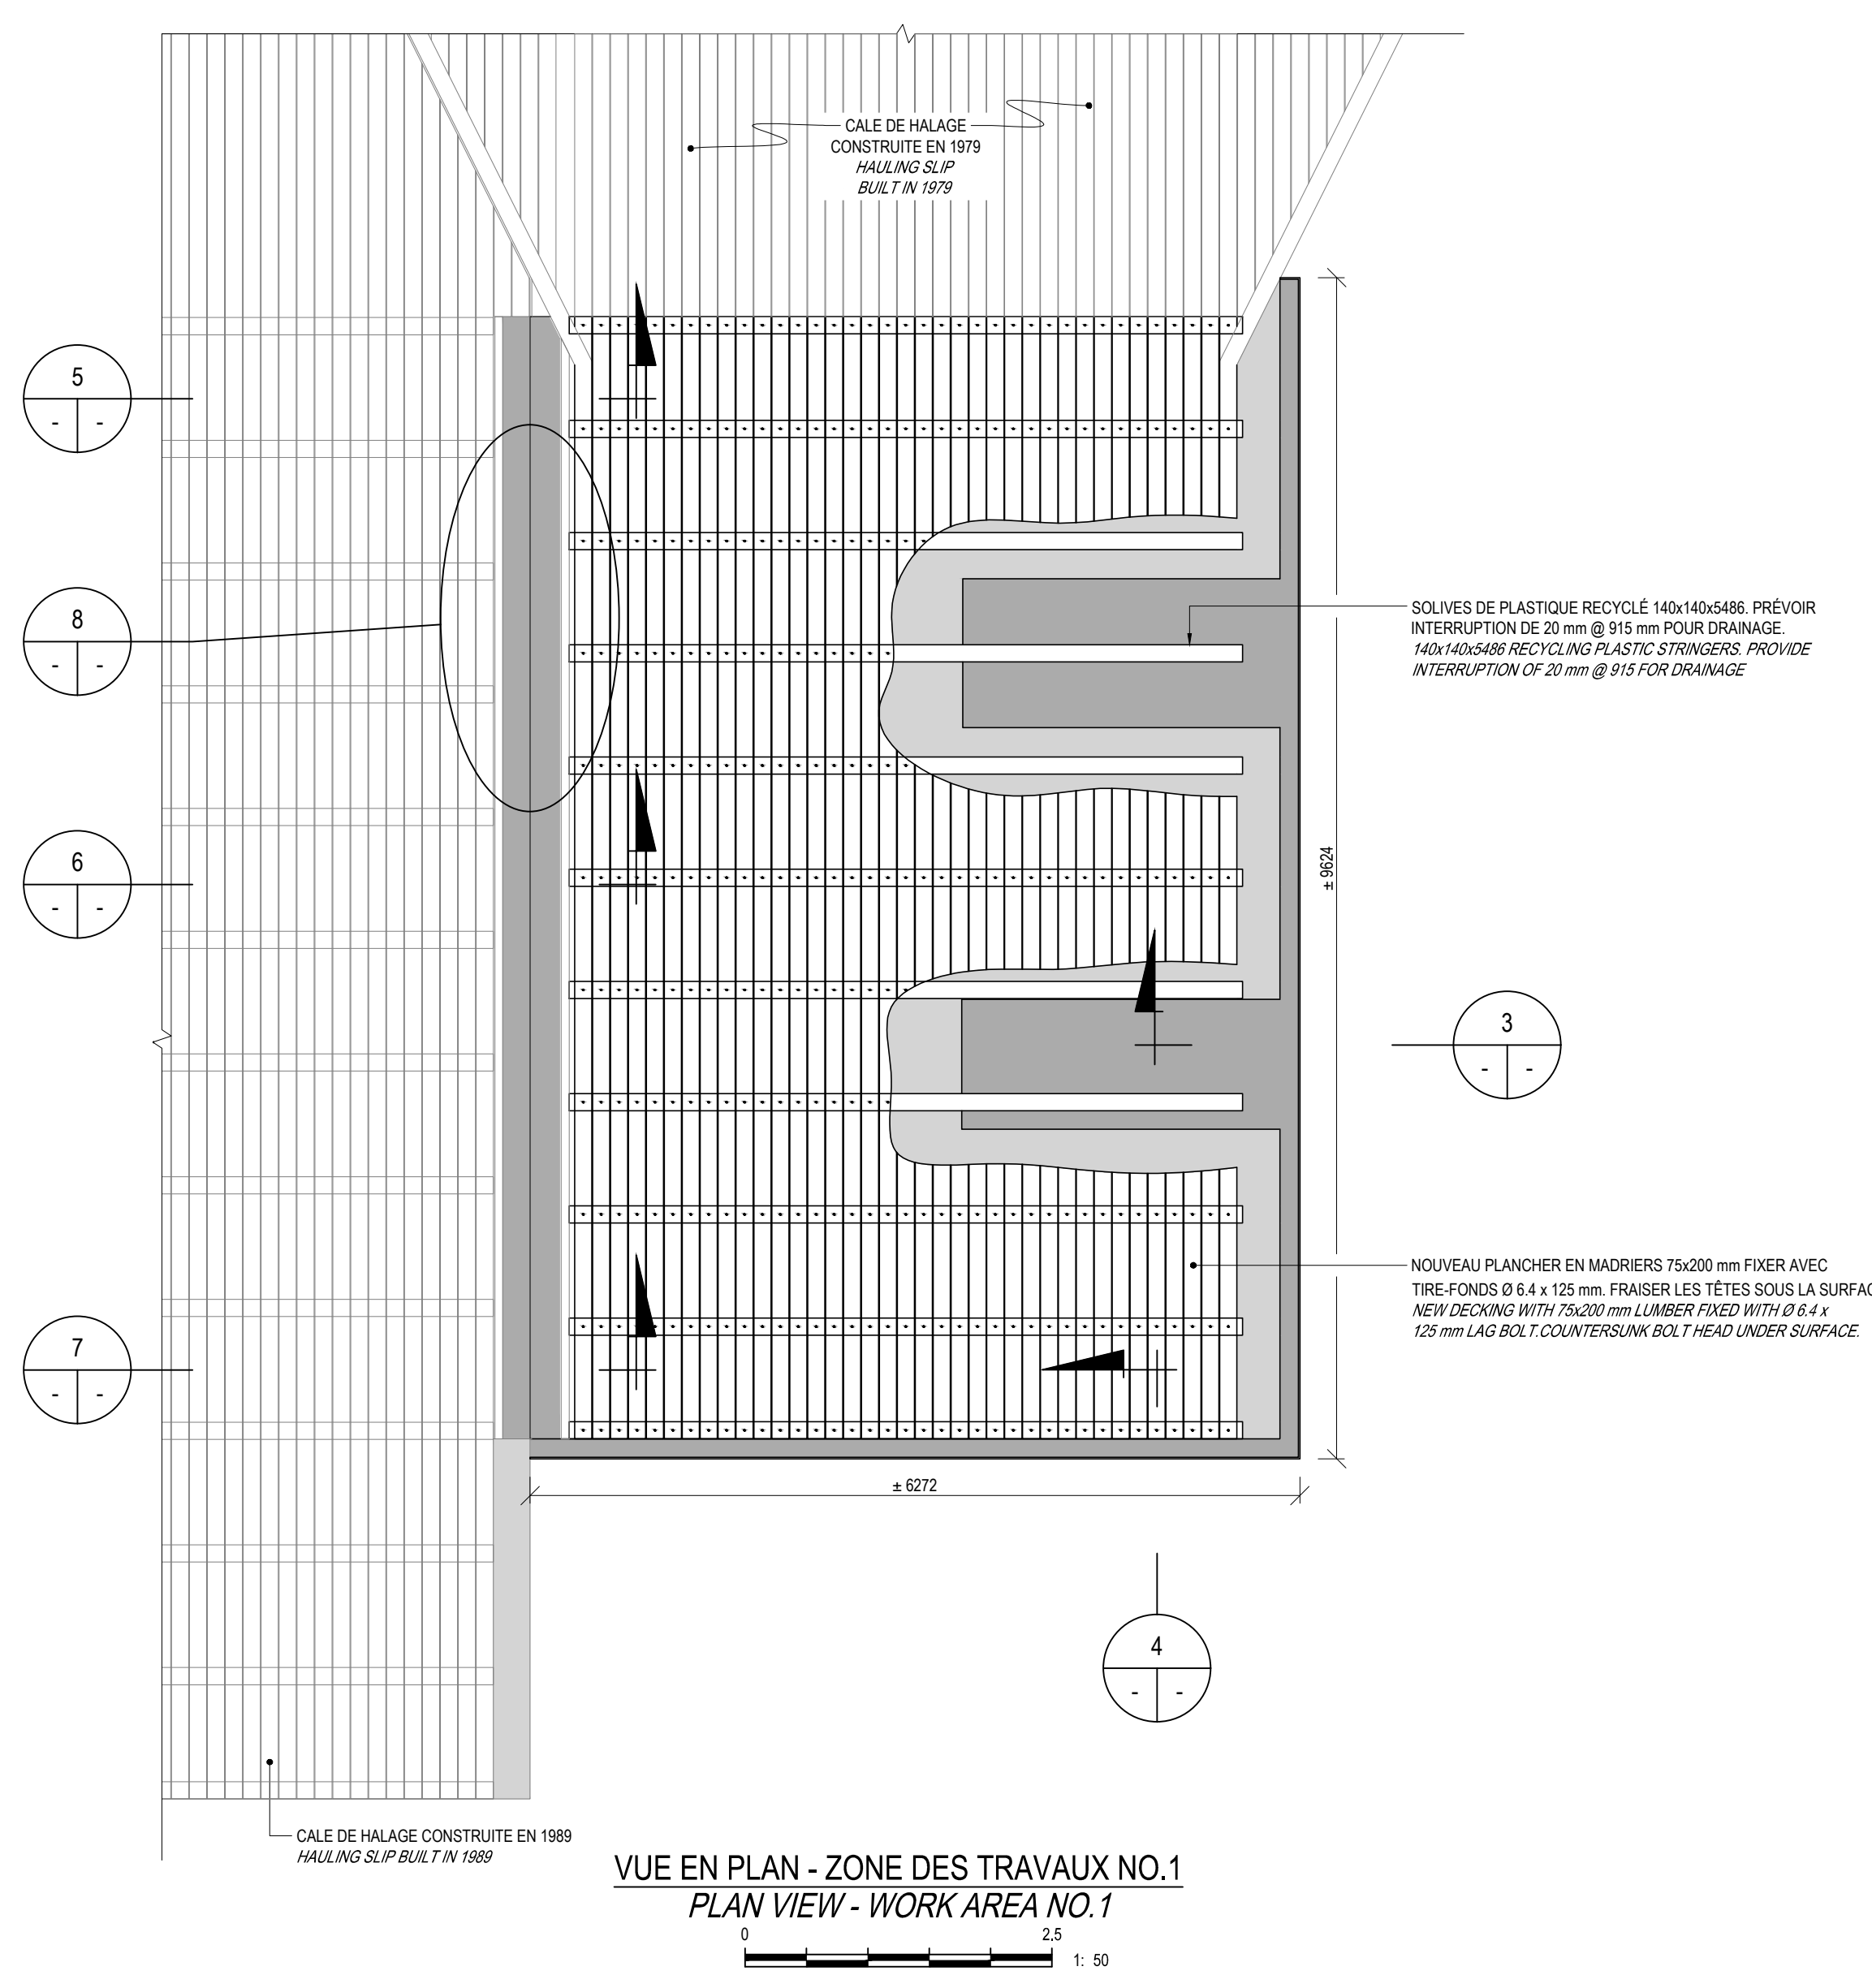 CALE DE HALAGE
CONSTRUITE EN 1979
HAULING SLIP
BUILT IN 1979
5
- -
8
- -
SOLIVES DE PLASTIQUE RECYCLÉ 140x140x5486. PRÉVOIR
INTERRUPTION DE 20 mm @ 915 mm POUR DRAINAGE.
140x140x5486 RECYCLING PLASTIC STRINGERS. PROVIDE
INTERRUPTION OF 20 mm @ 915 FOR DRAINAGE
± 9624
6
- -
3
- -
NOUVEAU PLANCHER EN MADRIERS 75x200 mm FIXER AVEC
TIRE-FONDS Ø 6.4 x 125 mm. FRAISER LES TÊTES SOUS LA SURFAC
NEW DECKING WITH 75x200 mm LUMBER FIXED WITH Ø 6.4 x
125 mm LAG BOLT.COUNTERSUNK BOLT HEAD UNDER SURFACE.
7
- -
± 6272
4
- -
CALE DE HALAGE CONSTRUITE EN 1989
HAULING SLIP BUILT IN 1989
VUE EN PLAN - ZONE DES TRAVAUX NO.1
PLAN VIEW - WORK AREA NO.1
0 2.5
1: 50